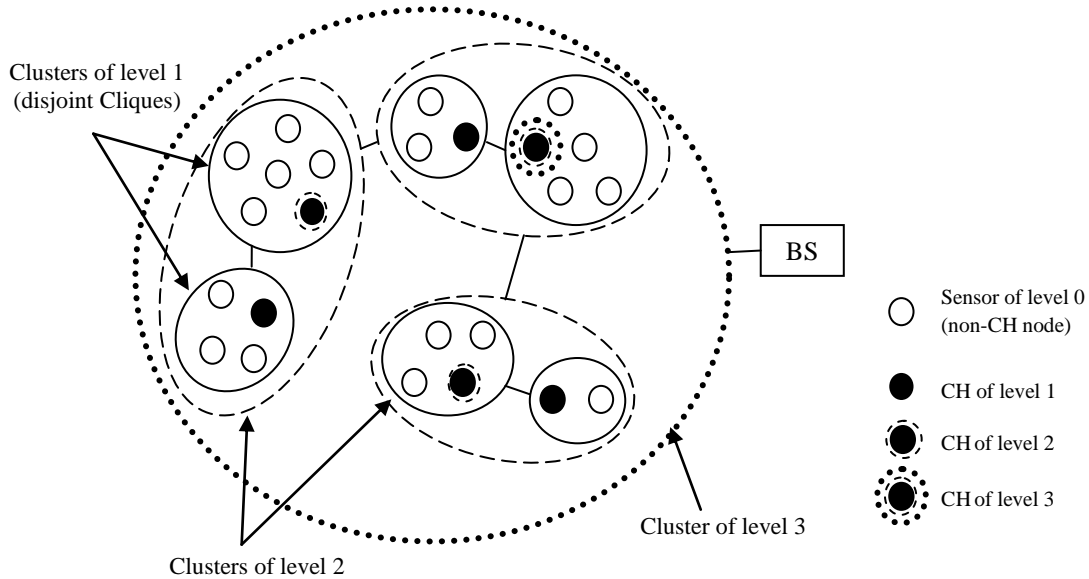 Clusters of level 1
(disjoint Cliques)
BS
Sensor of level 0
(non-CH node)
CH of level 1
CH of level 2
CH of level 3
Cluster of level 3
Clusters of level 2